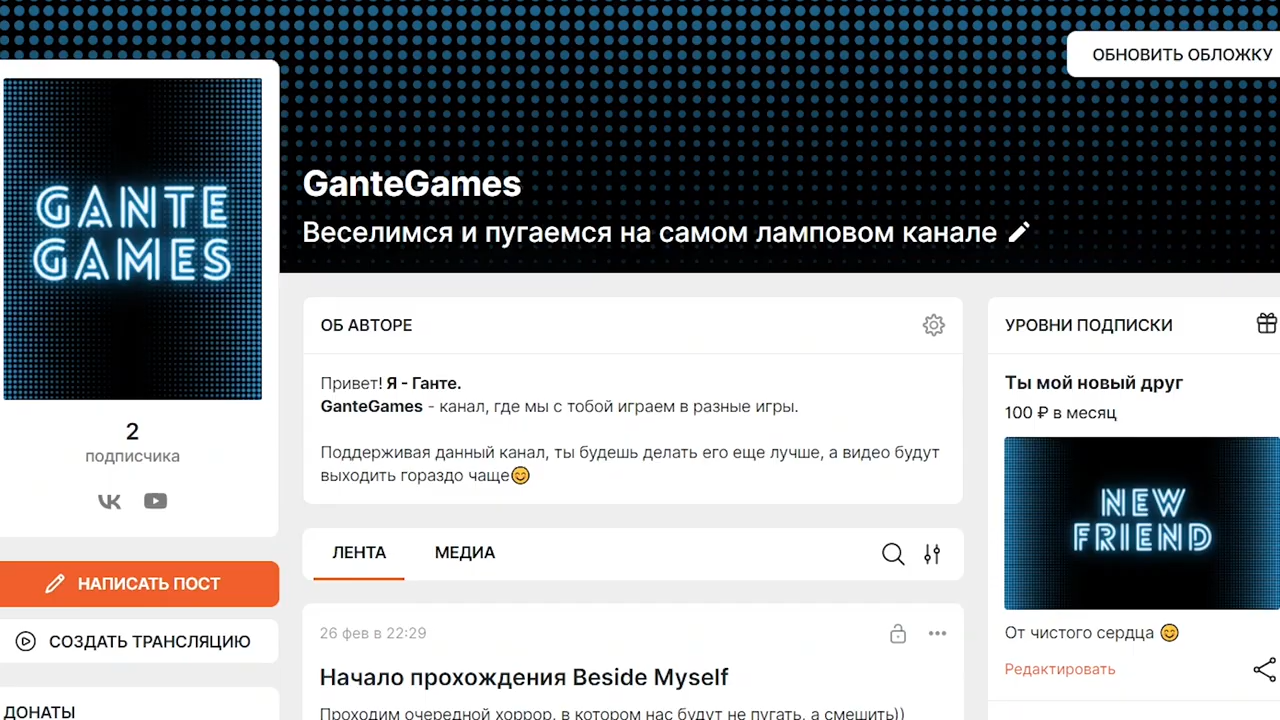 ОБНОВИТЬ ОБЛОЖКУ
GANTE
GAMES
GanteGames
Веселимся и пугаемся на самом ламповом канале
2
подписчика
НАПИСАТЬ ПОСТ
СОЗДАТЬ ТРАНСЛЯЦИЮ
ДОНАТЫ
ОБ АВТОРЕ
Привет! Я - Ганте.
GanteGames - канал, где мы с тобой играем в разные игры.
Поддерживая данный канал, ты будешь делать его еще лучше, а видео будут
выходить гораздо чаще😊
ЛЕНТА МЕДИА
26 фев в 22:29
Начало прохождения Beside Myself
Проходим очередной хоррор, в котором нас будут не пугать, а смешить))
УРОВНИ ПОДПИСКИ
Ты мой новый друг
100 ₽ в месяц
NEW
FRIEND
От чистого сердца 😊
Редактировать